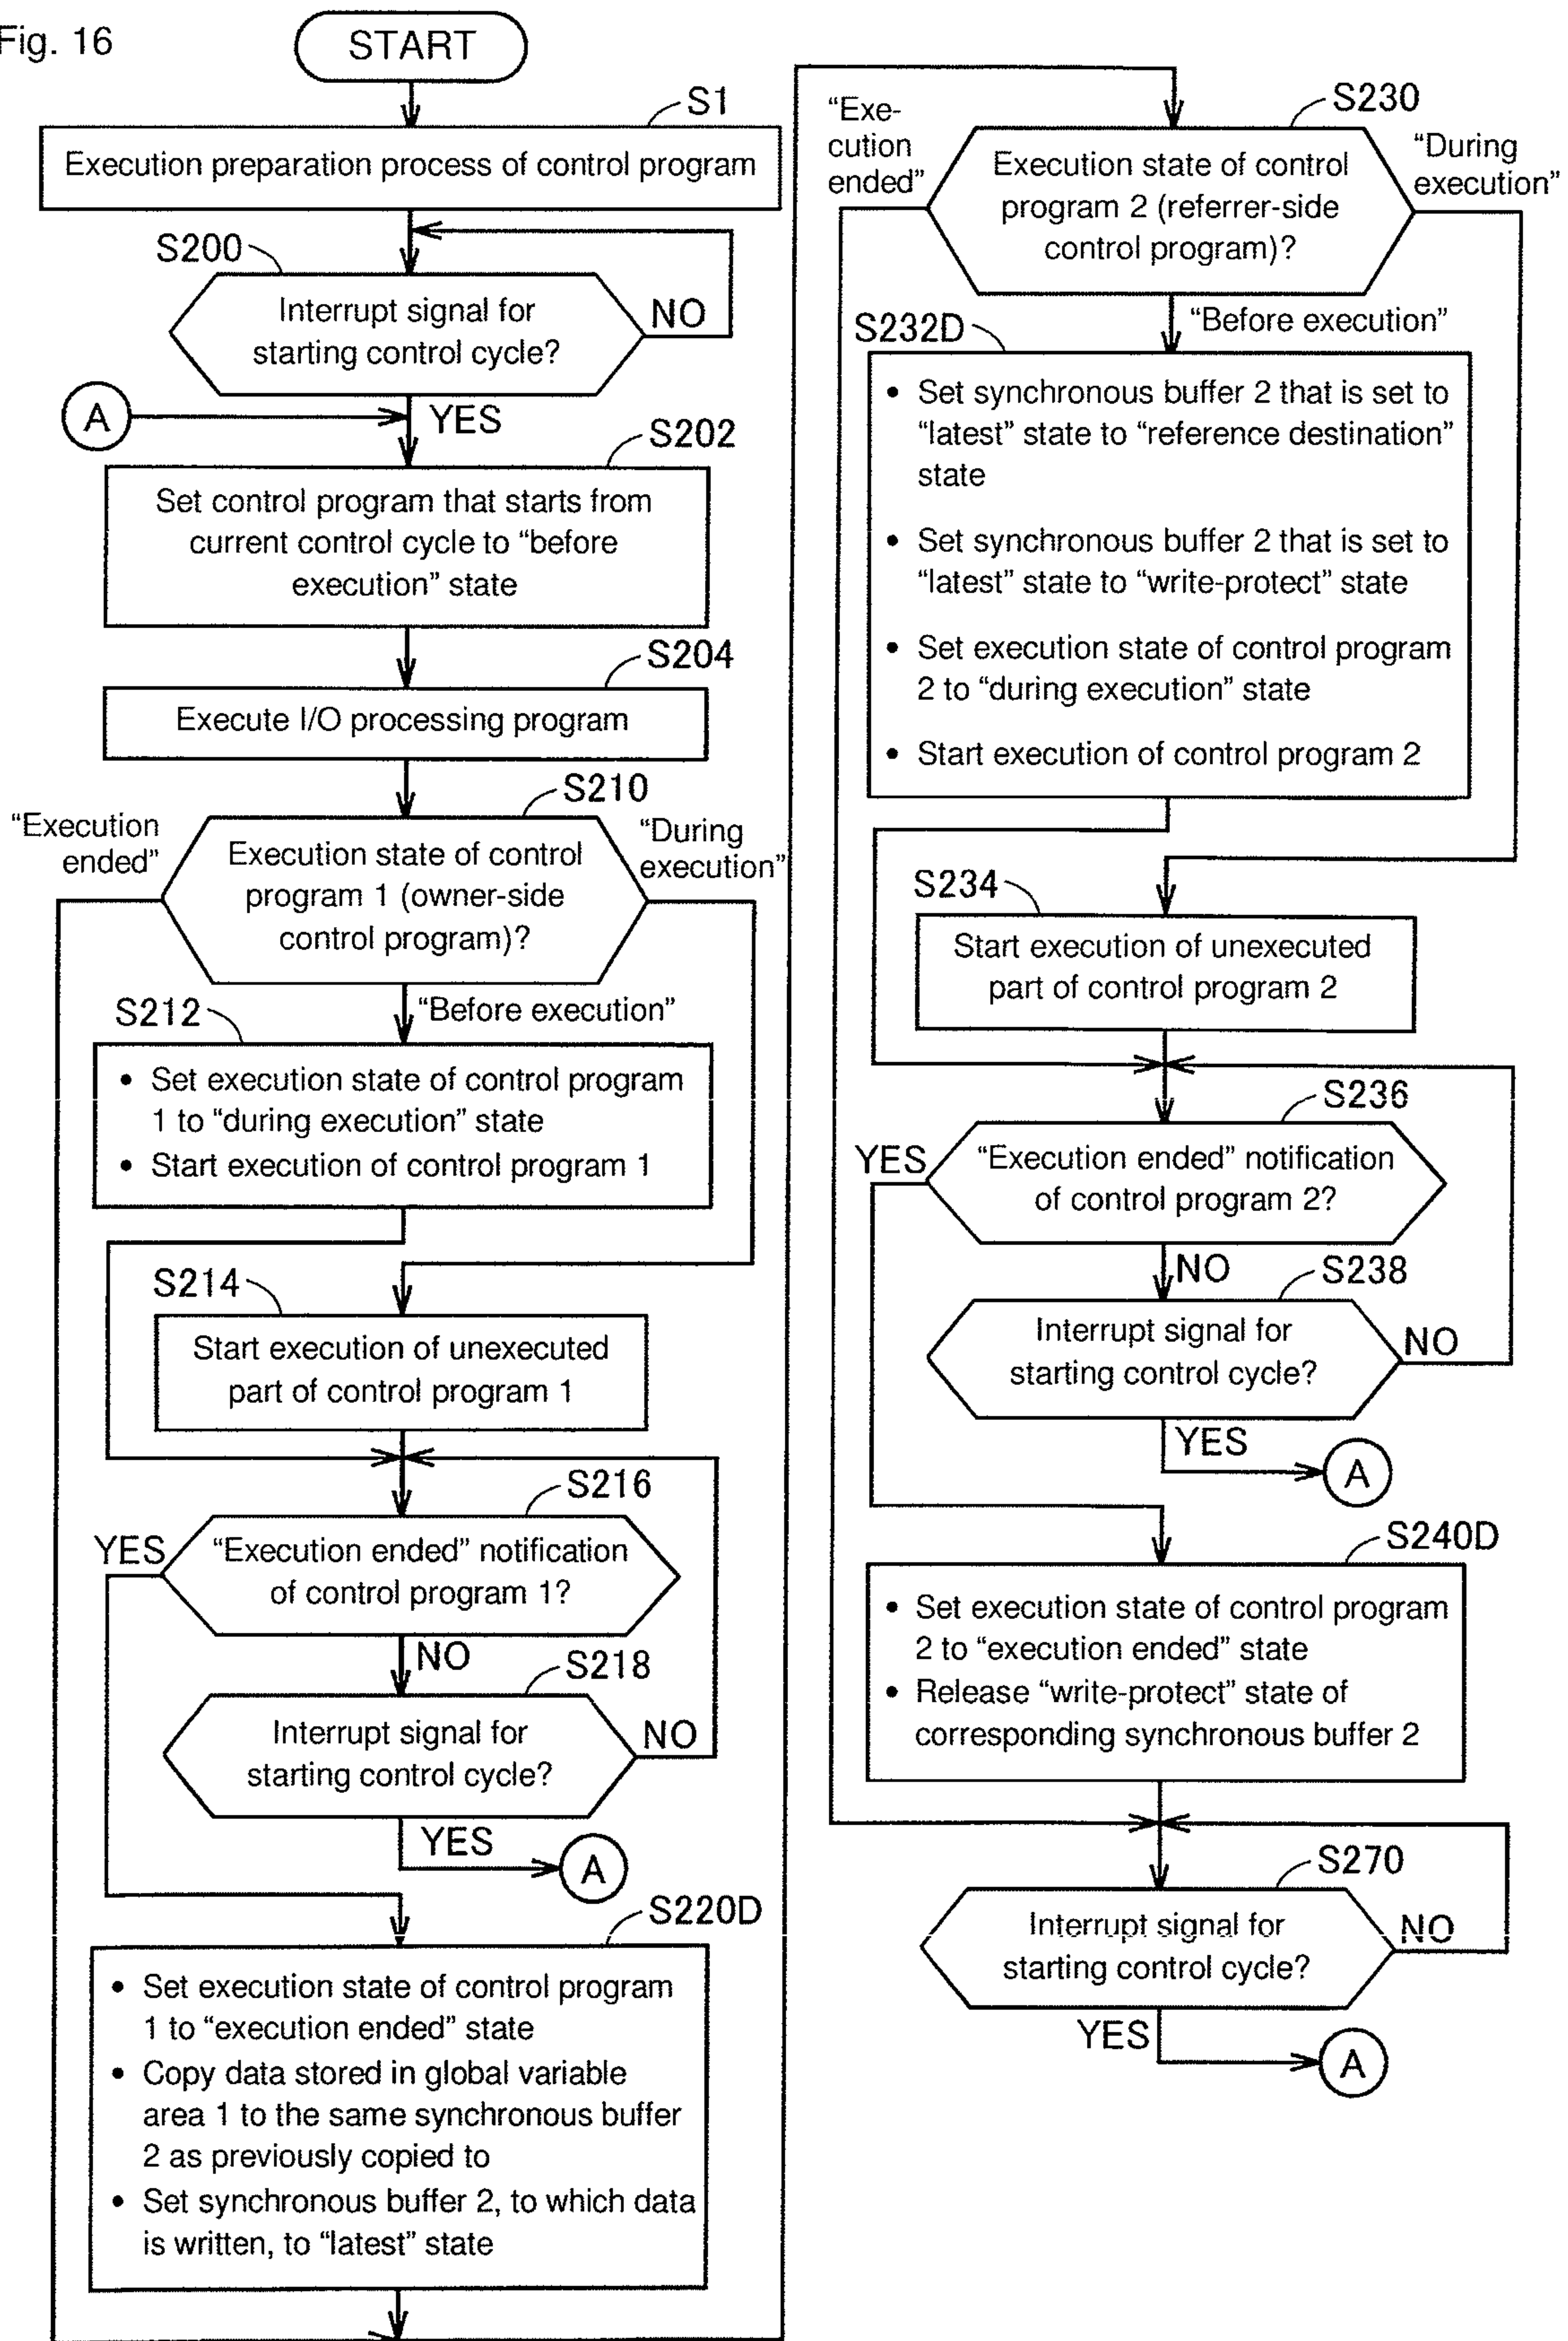 Fig. 16
START
S1
Execution preparation process of control program
S200
Interrupt signal for
starting control cycle?
NO
A
YES
S202
Set control program that starts from
current control cycle to “before
execution” state
S204
Execute I/O processing program
S210
“Execution
ended”
“During
execution”
Execution state of control
program 1 (owner-side
control program)?
“Before execution”
S212
• Set execution state of control program
1 to “during execution” state
• Start execution of control program 1
S214
Start execution of unexecuted
part of control program 1
S216
YES
“Execution ended” notification
of control program 1?
NO
S218
Interrupt signal for
starting control cycle?
NO
YES
A
S220D
• Set execution state of control program
1 to “execution ended” state
• Copy data stored in global variable
area 1 to the same synchronous buffer
2 as previously copied to
• Set synchronous buffer 2, to which data
is written, to “latest” state
“Exe-
cution
ended”
S230
“During
execution”
Execution state of control
program 2 (referrer-side
control program)?
“Before execution”
S232D
• Set synchronous buffer 2 that is set to
“latest” state to “reference destination”
state
• Set synchronous buffer 2 that is set to
“latest” state to “write-protect” state
• Set execution state of control program
2 to “during execution” state
• Start execution of control program 2
S234
Start execution of unexecuted
part of control program 2
S236
YES
“Execution ended” notification
of control program 2?
NO
S238
Interrupt signal for
starting control cycle?
NO
YES
A
S240D
• Set execution state of control program
2 to “execution ended” state
• Release “write-protect” state of
corresponding synchronous buffer 2
S270
Interrupt signal for
starting control cycle?
NO
YES
A